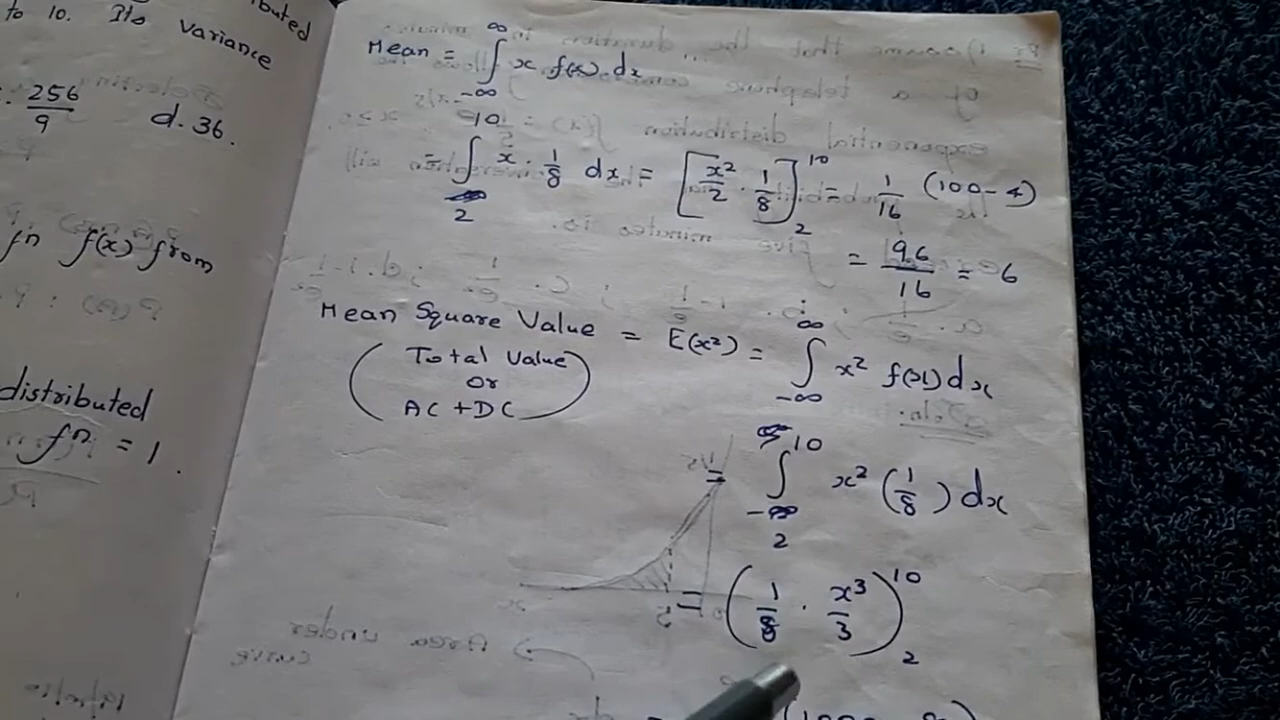 to 10. Its variance
256/9 d. 36.
fn f(x) from
distributed
fn = 1.
Mean = ∫_{-∞}^{∞} x f(x) dx
= ∫_{2}^{10} x · 1/8 dx = [x²/2 · 1/8]_{2}^{10} = 1/16 (100-4)
= 96/16 = 6
Mean Square Value = E(x²) = ∫_{-∞}^{∞} x² f(x) dx
(Total Value
Or
AC + DC)
= ∫_{2}^{10} x² (1/8) dx
= (1/8 · x³/3)_{2}^{10}